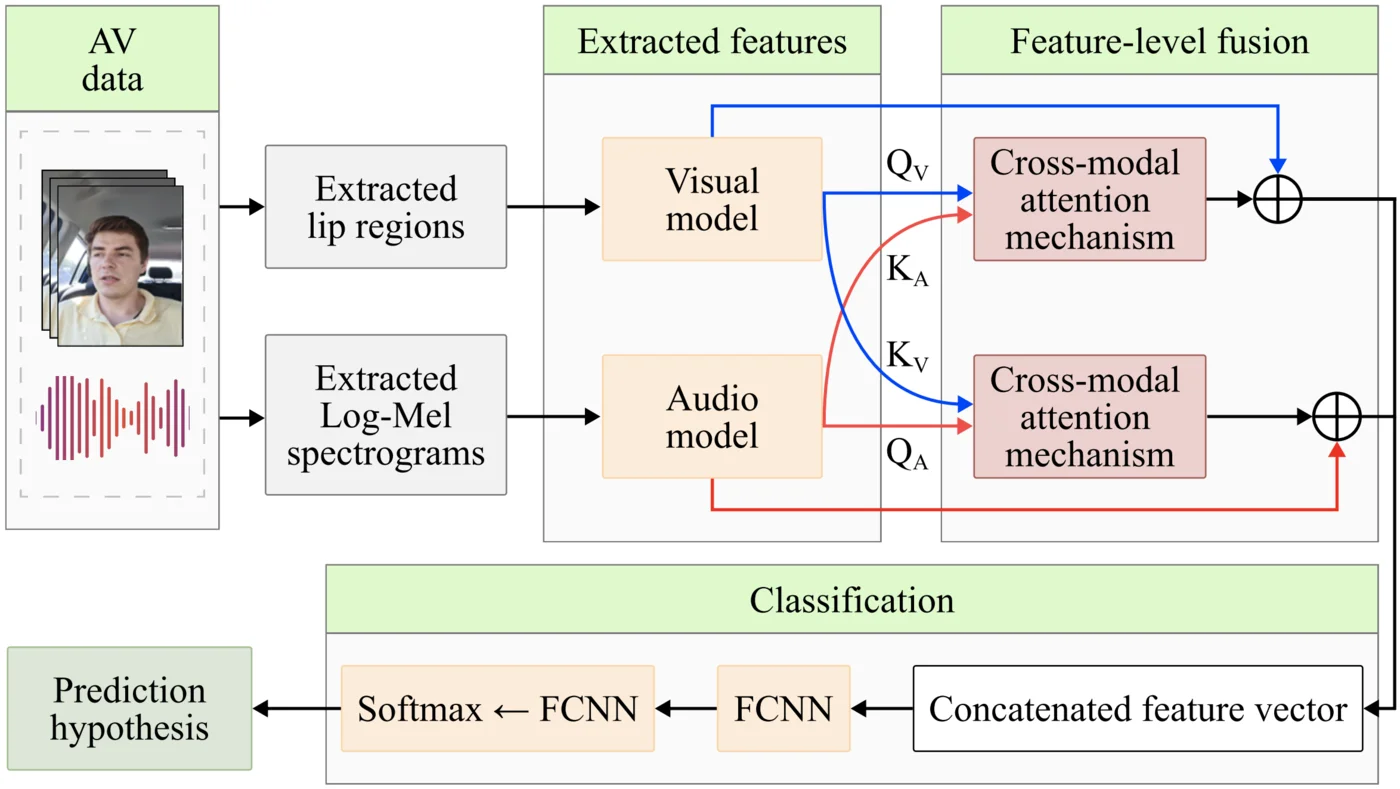 AV
data
Extracted features
Feature-level fusion
Extracted
lip regions
Visual
model
Q_V
K_A
Cross-modal
attention
mechanism
Extracted
Log-Mel
spectrograms
Audio
model
K_V
Q_A
Cross-modal
attention
mechanism
Classification
Prediction
hypothesis
Softmax ← FCNN
FCNN
Concatenated feature vector